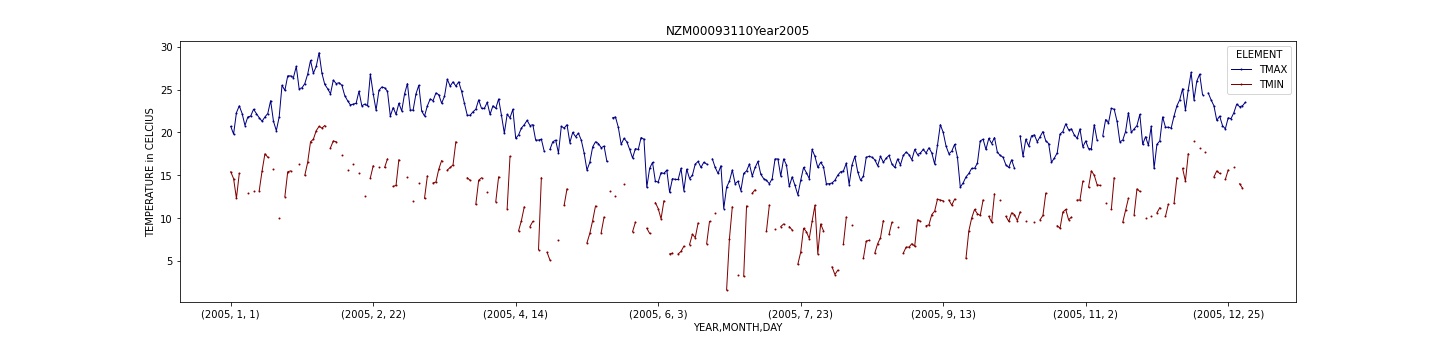 NZM00093110Year2005
30
25
20
15
10
5
TEMPERATURE in CELCIUS
ELEMENT
TMAX
TMIN
(2005, 1, 1) (2005, 2, 22) (2005, 4, 14) (2005, 6, 3) (2005, 7, 23) (2005, 9, 13) (2005, 11, 2) (2005, 12, 25)
YEAR,MONTH,DAY